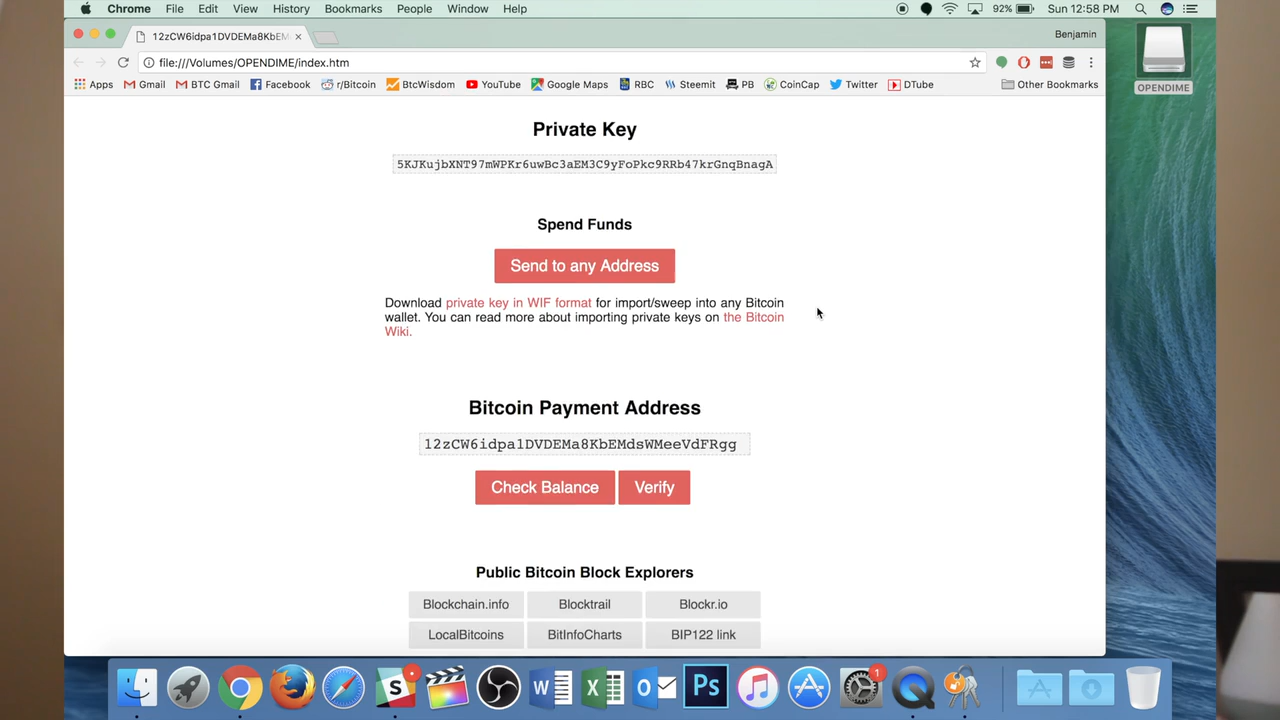 Chrome File Edit View History Bookmarks People Window Help 92% Sun 12:58 PM
12zCW6idpa1DVDEMa8KbEM
Benjamin
file:///Volumes/OPENDIME/index.htm
Apps Gmail BTC Gmail Facebook r/Bitcoin BtcWisdom YouTube Google Maps RBC Steemit PB CoinCap Twitter DTube Other Bookmarks
OPENDIME
Private Key
5KJKujbXNT97mWPKr6uwBc3aEM3C9yFoPkc9RRb47krGnqBnagA
Spend Funds
Send to any Address
Download private key in WIF format for import/sweep into any Bitcoin
wallet. You can read more about importing private keys on the Bitcoin
Wiki.
Bitcoin Payment Address
12zCW6idpa1DVDEMa8KbEMdsWMeeVdFRgg
Check Balance Verify
Public Bitcoin Block Explorers
Blockchain.info Blocktrail Blockr.io
LocalBitcoins BitInfoCharts BIP122 link
S W X O Ps 1